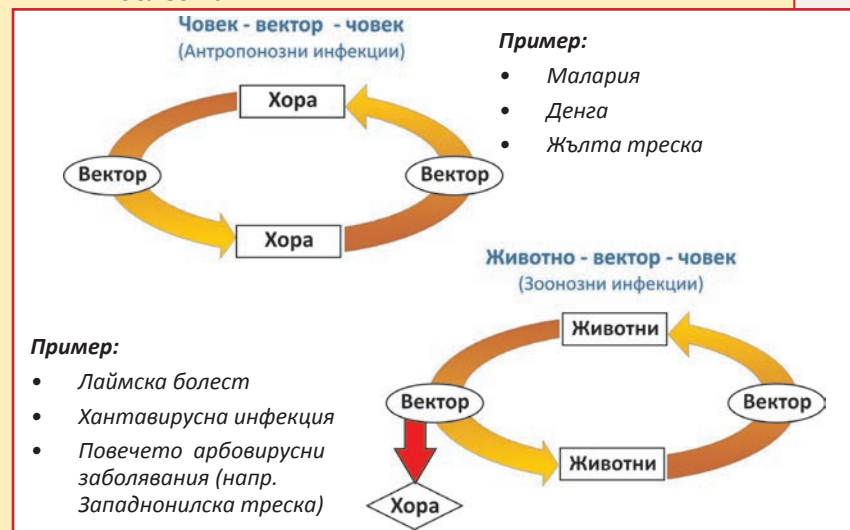 Човек - вектор - човек
(Антропонозни инфекции)
Хора
Вектор
Вектор
Хора
Пример:
• Малария
• Денга
• Жълта треска
Животно - вектор - човек
(Зоонозни инфекции)
Животни
Вектор
Вектор
Животни
Хора
Пример:
• Лаймска болест
• Хантавирусна инфекция
• Повечето арбовирусни
заболявания (напр.
Западнонилска треска)